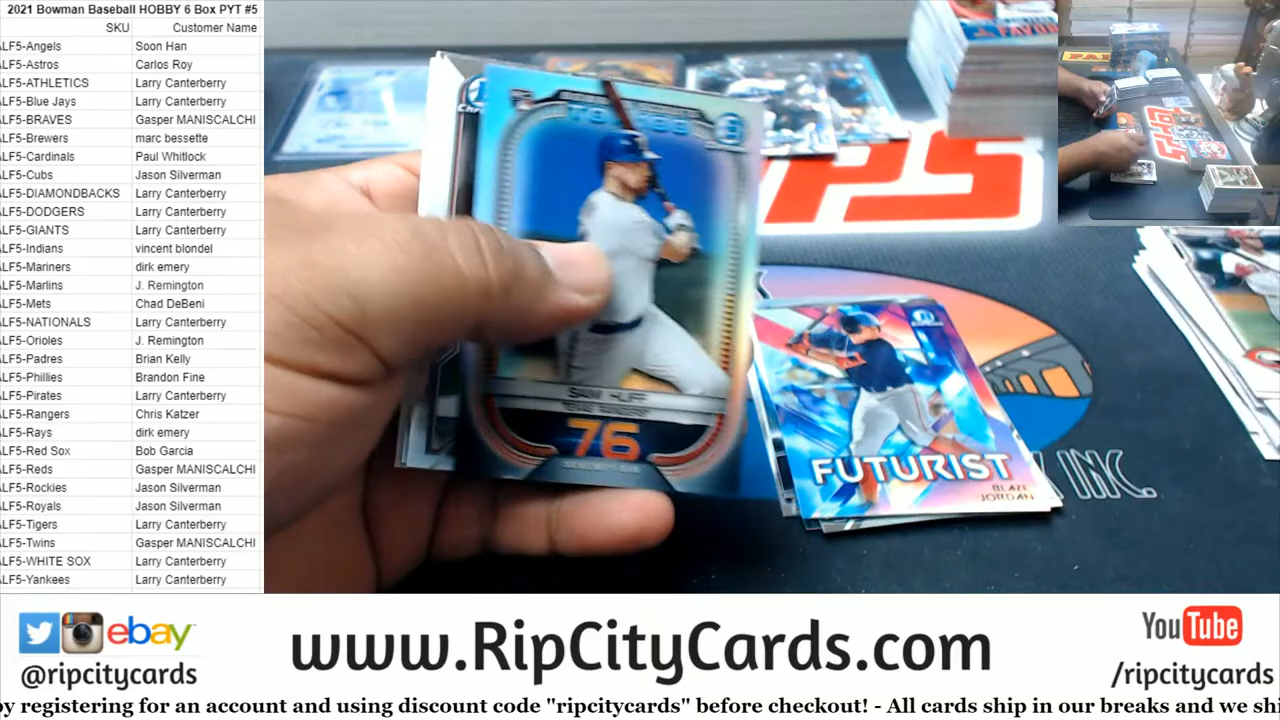 2021 Bowman Baseball HOBBY 6 Box PYT #5
SKU Customer Name
ALF5-Angels Soon Han
ALF5-Astros Carlos Roy
ALF5-ATHLETICS Larry Canterberry
ALF5-Blue Jays Larry Canterberry
ALF5-BRAVES Gasper MANISCALCHI
ALF5-Brewers marc bessette
ALF5-Cardinals Paul Whitlock
ALF5-Cubs Jason Silverman
ALF5-DIAMONDBACKS Larry Canterberry
ALF5-DODGERS Larry Canterberry
ALF5-GIANTS Larry Canterberry
ALF5-Indians vincent blondel
ALF5-Mariners dirk emery
ALF5-Marlins J. Remington
ALF5-Mets Chad DeBeni
ALF5-NATIONALS Larry Canterberry
ALF5-Orioles J. Remington
ALF5-Padres Brian Kelly
ALF5-Phillies Brandon Fine
ALF5-Pirates Larry Canterberry
ALF5-Rangers Chris Katzer
ALF5-Rays dirk emery
ALF5-Red Sox Bob Garcia
ALF5-Reds Gasper MANISCALCHI
ALF5-Rockies Jason Silverman
ALF5-Royals Jason Silverman
ALF5-Tigers Larry Canterberry
ALF5-Twins Gasper MANISCALCHI
ALF5-WHITE SOX Larry Canterberry
ALF5-Yankees Larry Canterberry
SAM HUFF
76
FUTURIST
BLAZE
JORDAN
INC.
ebay
@ripcitycards
www.RipCityCards.com
YouTube
/ripcitycards
by registering for an account and using discount code "ripcitycards" before checkout! - All cards ship in our breaks and we shi